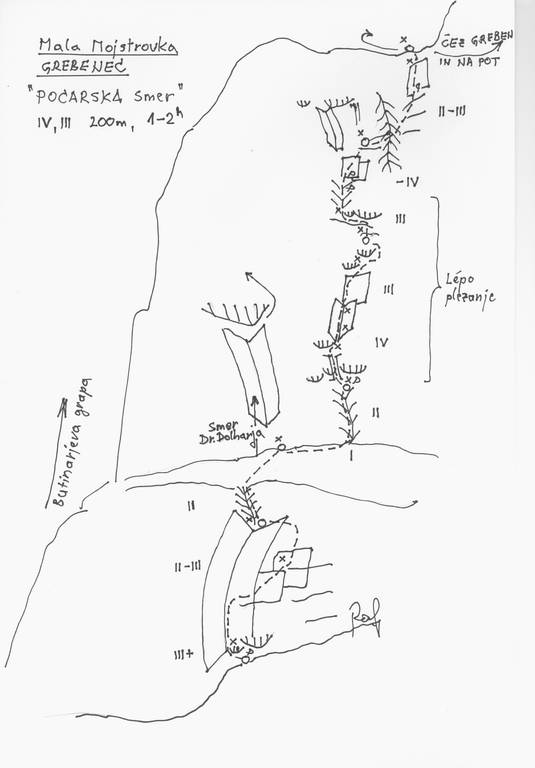 Mala Mojstrovka
GREBENEC
"POČARSKA smer"
IV, III 200m, 1-2h
ČEZ GREBEN
IN NA POT
II-III
-IV
III
III
Lépo
plezanje
IV
II
Smer
Dr. Dolharja
I
Butinarjeva grapa
II
II-III
III+